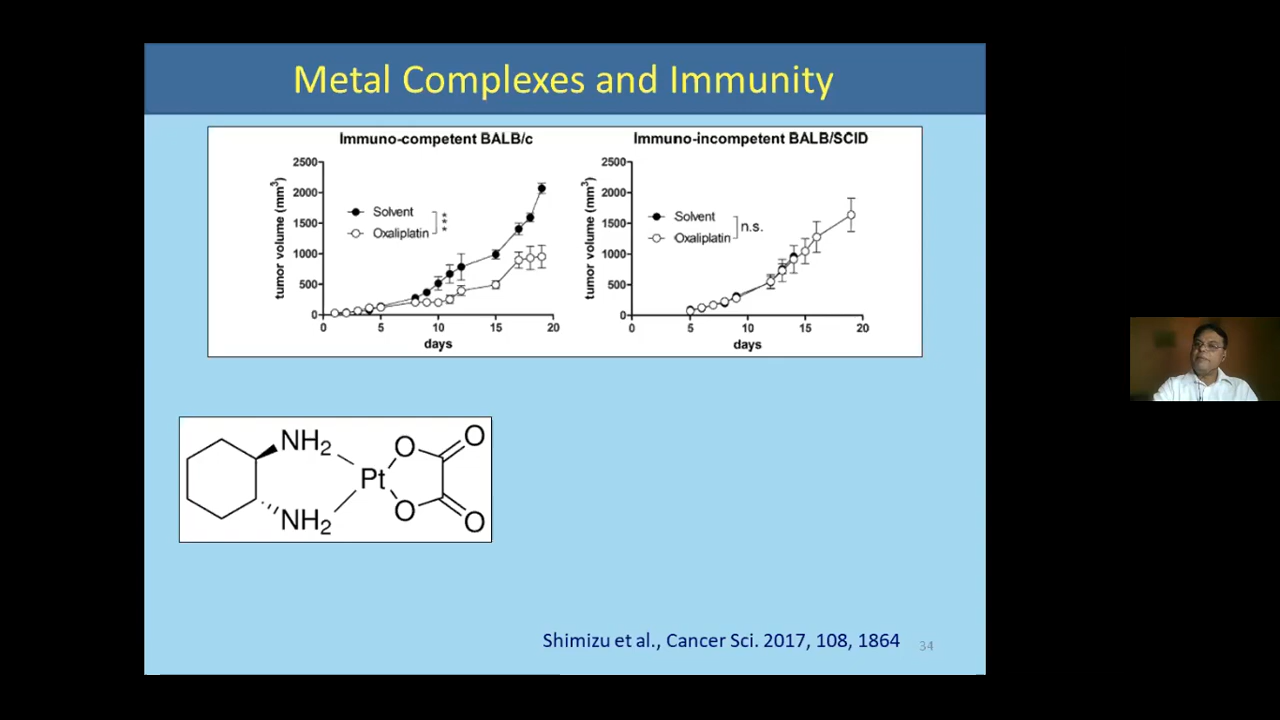 Metal Complexes and Immunity
Immuno-competent BALB/c
2500
2000
1500
1000
500
0
tumor volume (mm3)
Solvent
Oxaliplatin
***
0 5 10 15 20
days
Immuno-incompetent BALB/SCID
2500
2000
1500
1000
500
0
tumor volume (mm3)
Solvent
Oxaliplatin
n.s.
0 5 10 15 20
days
NH2
NH2
Pt
O
O
O
O
Shimizu et al., Cancer Sci. 2017, 108, 1864
34